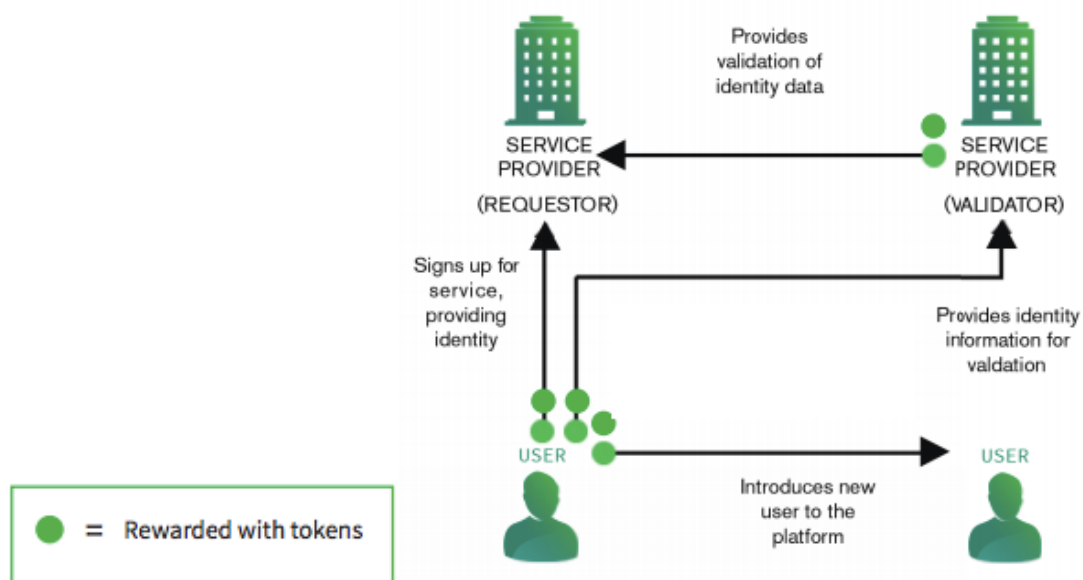 Provides
validation of
identity data
SERVICE
PROVIDER
(REQUESTOR)
SERVICE
PROVIDER
(VALIDATOR)
Signs up for
service,
providing
identity
Provides identity
information for
valdation
USER
USER
Introduces new
user to the
platform
= Rewarded with tokens